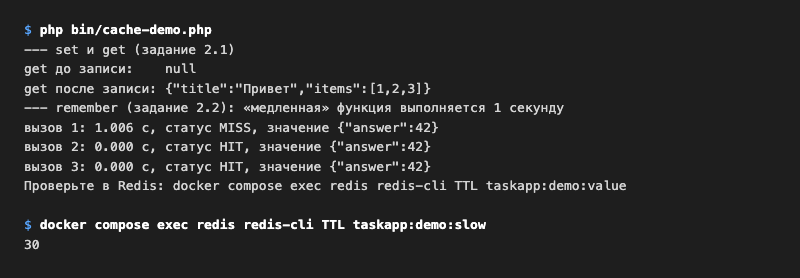 $ php bin/cache-demo.php
--- set и get (задание 2.1)
get до записи:    null
get после записи: {"title":"Привет","items":[1,2,3]}
--- remember (задание 2.2): «медленная» функция выполняется 1 секунду
вызов 1: 1.006 с, статус MISS, значение {"answer":42}
вызов 2: 0.000 с, статус HIT, значение {"answer":42}
вызов 3: 0.000 с, статус HIT, значение {"answer":42}
Проверьте в Redis: docker compose exec redis redis-cli TTL taskapp:demo:value
$ docker compose exec redis redis-cli TTL taskapp:demo:slow
30